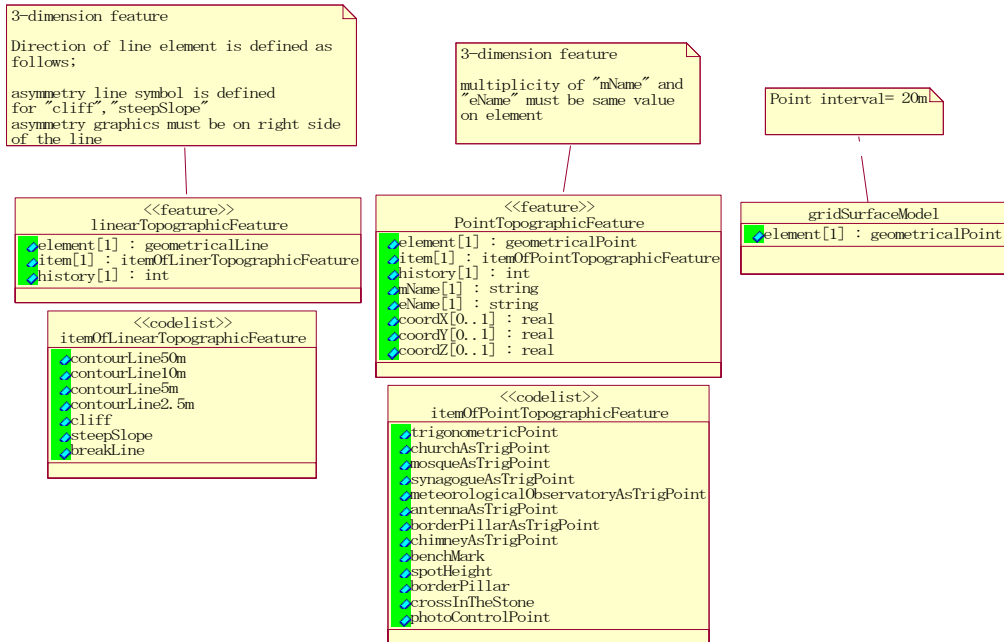 3-dimension feature
Direction of line element is defined as
follows;
asymmetry line symbol is defined
for "cliff","steepSlope"
asymmetry graphics must be on right side
of the line
3-dimension feature
multiplicity of "mName" and
"eName" must be same value
on element
Point interval= 20m
<<feature>>
linearTopographicFeature
element[1] : geometricalLine
item[1] : itemOfLinerTopographicFeature
history[1] : int
<<feature>>
PointTopographicFeature
element[1] : geometricalPoint
item[1] : itemOfPointTopographicFeature
history[1] : int
mName[1] : string
eName[1] : string
coordX[0..1] : real
coordY[0..1] : real
coordZ[0..1] : real
gridSurfaceModel
element[1] : geometricalPoint
<<codelist>>
itemOfLinearTopographicFeature
contourLine50m
contourLine10m
contourLine5m
contourLine2.5m
cliff
steepSlope
breakLine
<<codelist>>
itemOfPointTopographicFeature
trigonometricPoint
churchAsTrigPoint
mosqueAsTrigPoint
synagogueAsTrigPoint
meteorologicalObservatoryAsTrigPoint
antennaAsTrigPoint
borderPillarAsTrigPoint
chimneyAsTrigPoint
benchMark
spotHeight
borderPillar
crossInTheStone
photoControlPoint